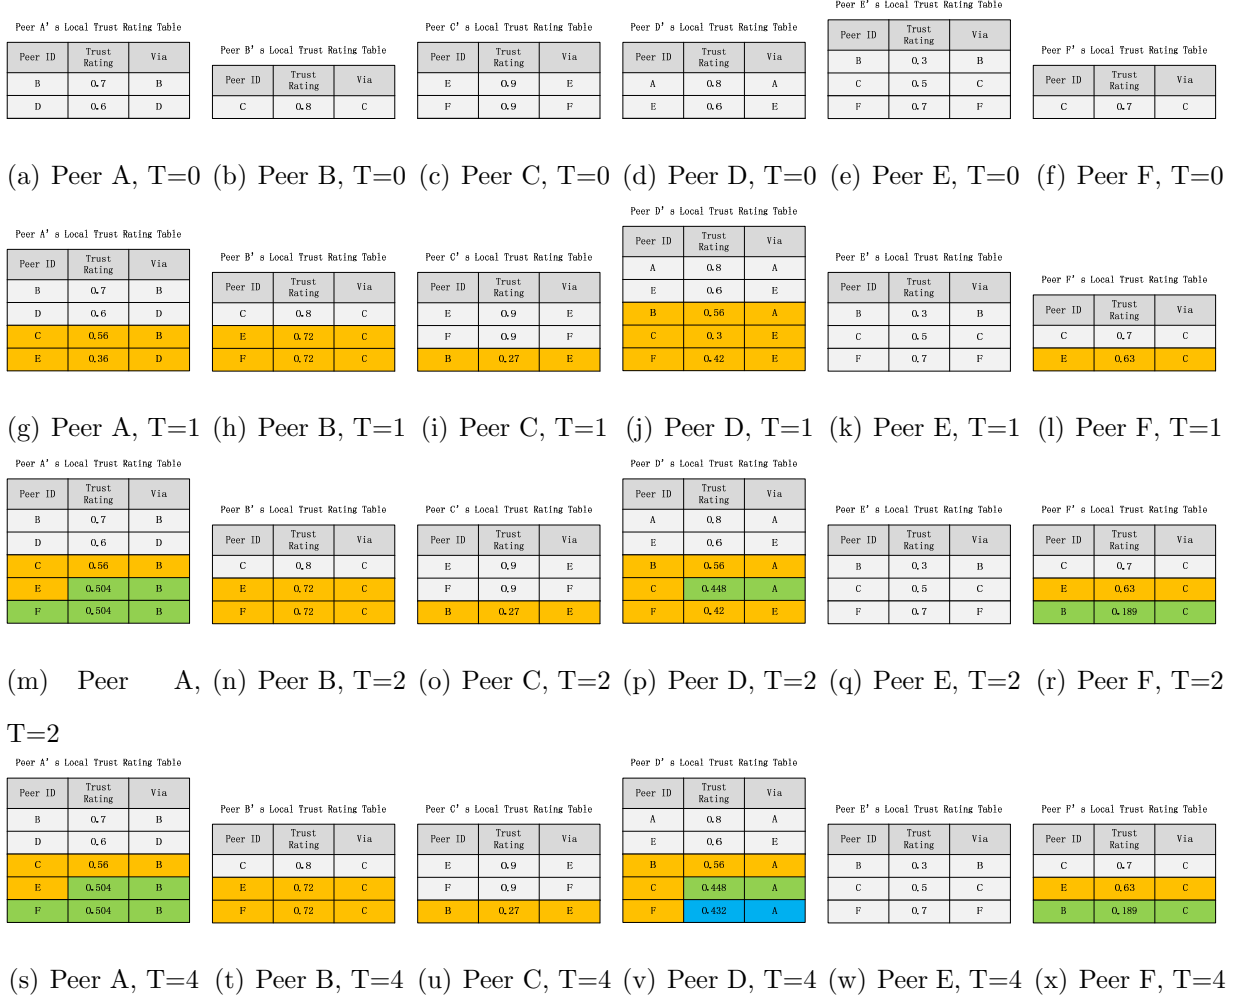 Peer A's Local Trust Rating Table
Peer ID Trust Rating Via
B 0.7 B
D 0.6 D
Peer B's Local Trust Rating Table
Peer ID Trust Rating Via
C 0.8 C
Peer C's Local Trust Rating Table
Peer ID Trust Rating Via
E 0.9 E
F 0.9 F
Peer D's Local Trust Rating Table
Peer ID Trust Rating Via
A 0.8 A
E 0.6 E
Peer E's Local Trust Rating Table
Peer ID Trust Rating Via
B 0.3 B
C 0.5 C
F 0.7 F
Peer F's Local Trust Rating Table
Peer ID Trust Rating Via
C 0.7 C
(a) Peer A, T=0 (b) Peer B, T=0 (c) Peer C, T=0 (d) Peer D, T=0 (e) Peer E, T=0 (f) Peer F, T=0
Peer A's Local Trust Rating Table
Peer ID Trust Rating Via
B 0.7 B
D 0.6 D
C 0.56 B
E 0.36 D
Peer B's Local Trust Rating Table
Peer ID Trust Rating Via
C 0.8 C
E 0.72 C
F 0.72 C
Peer C's Local Trust Rating Table
Peer ID Trust Rating Via
E 0.9 E
F 0.9 F
B 0.27 E
Peer D's Local Trust Rating Table
Peer ID Trust Rating Via
A 0.8 A
E 0.6 E
B 0.56 A
C 0.3 E
F 0.42 E
Peer E's Local Trust Rating Table
Peer ID Trust Rating Via
B 0.3 B
C 0.5 C
F 0.7 F
Peer F's Local Trust Rating Table
Peer ID Trust Rating Via
C 0.7 C
E 0.63 C
(g) Peer A, T=1 (h) Peer B, T=1 (i) Peer C, T=1 (j) Peer D, T=1 (k) Peer E, T=1 (l) Peer F, T=1
Peer A's Local Trust Rating Table
Peer ID Trust Rating Via
B 0.7 B
D 0.6 D
C 0.56 B
E 0.504 B
F 0.504 B
Peer B's Local Trust Rating Table
Peer ID Trust Rating Via
C 0.8 C
E 0.72 C
F 0.72 C
Peer C's Local Trust Rating Table
Peer ID Trust Rating Via
E 0.9 E
F 0.9 F
B 0.27 E
Peer D's Local Trust Rating Table
Peer ID Trust Rating Via
A 0.8 A
E 0.6 E
B 0.56 A
C 0.448 A
F 0.42 E
Peer E's Local Trust Rating Table
Peer ID Trust Rating Via
B 0.3 B
C 0.5 C
F 0.7 F
Peer F's Local Trust Rating Table
Peer ID Trust Rating Via
C 0.7 C
E 0.63 C
B 0.189 C
(m) Peer A, (n) Peer B, T=2 (o) Peer C, T=2 (p) Peer D, T=2 (q) Peer E, T=2 (r) Peer F, T=2
T=2
Peer A's Local Trust Rating Table
Peer ID Trust Rating Via
B 0.7 B
D 0.6 D
C 0.56 B
E 0.504 B
F 0.504 B
Peer B's Local Trust Rating Table
Peer ID Trust Rating Via
C 0.8 C
E 0.72 C
F 0.72 C
Peer C's Local Trust Rating Table
Peer ID Trust Rating Via
E 0.9 E
F 0.9 F
B 0.27 E
Peer D's Local Trust Rating Table
Peer ID Trust Rating Via
A 0.8 A
E 0.6 E
B 0.56 A
C 0.448 A
F 0.432 A
Peer E's Local Trust Rating Table
Peer ID Trust Rating Via
B 0.3 B
C 0.5 C
F 0.7 F
Peer F's Local Trust Rating Table
Peer ID Trust Rating Via
C 0.7 C
E 0.63 C
B 0.189 C
(s) Peer A, T=4 (t) Peer B, T=4 (u) Peer C, T=4 (v) Peer D, T=4 (w) Peer E, T=4 (x) Peer F, T=4